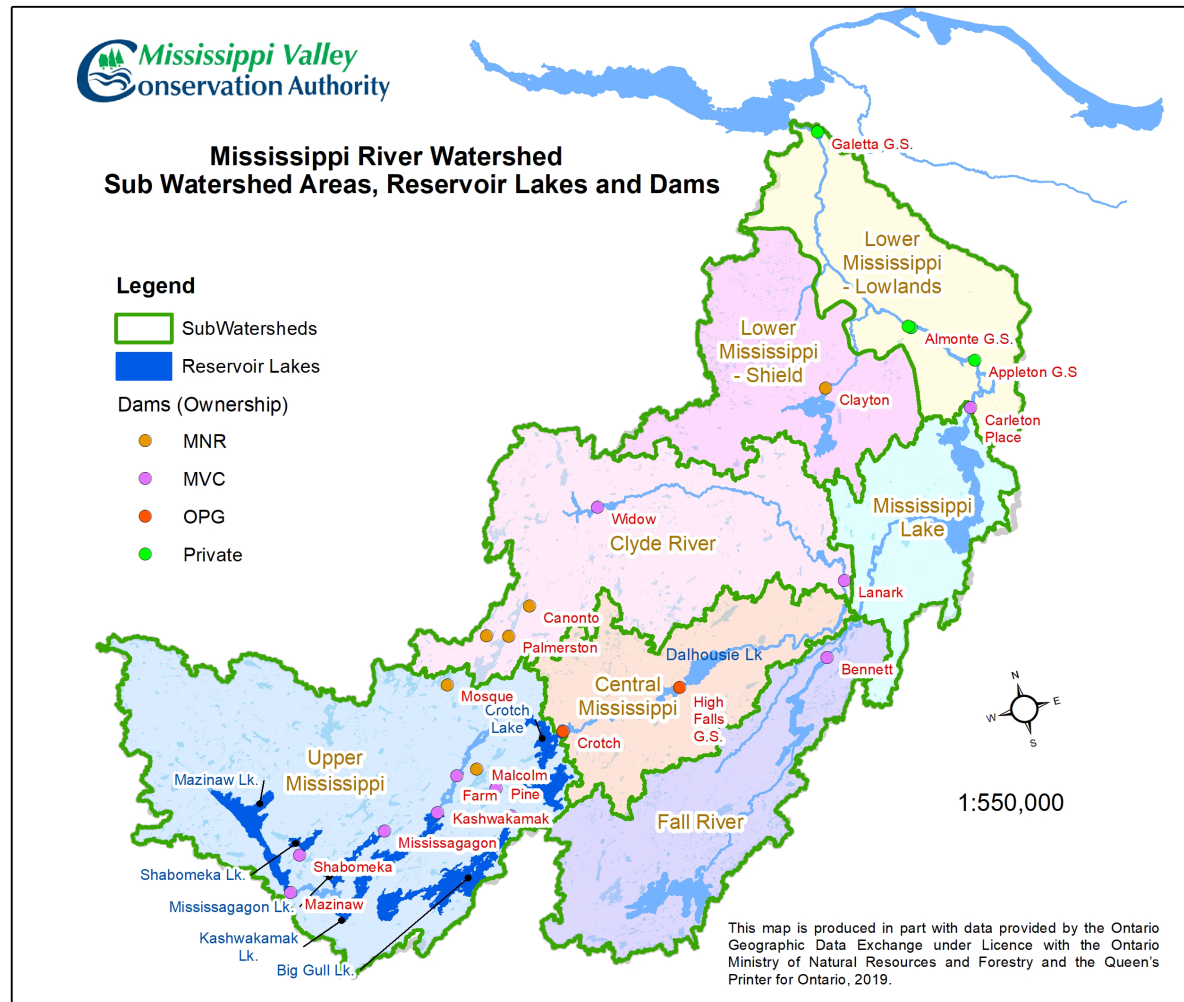 Mississippi Valley
Conservation Authority
Mississippi River Watershed
Sub Watershed Areas, Reservoir Lakes and Dams
Legend
SubWatersheds
Reservoir Lakes
Dams (Ownership)
MNR
MVC
OPG
Private
Galetta G.S.
Lower
Mississippi
- Lowlands
Almonte G.S.
Appleton G.S
Carleton
Place
Lower
Mississippi
- Shield
Clayton
Mississippi
Lake
Widow
Clyde River
Lanark
Canonto
Palmerston
Dalhousie Lk
Bennett
Mosque
Crotch
Lake
Central
Mississippi
High
Falls
G.S.
Crotch
Upper
Mississippi
Malcolm
Farm
Pine
Kashwakamak
Mississagagon
Mazinaw Lk.
Shabomeka
Shabomeka Lk.
Mazinaw
Mississagagon Lk.
Kashwakamak
Lk.
Big Gull Lk.
Fall River
N
E
W
S
1:550,000
This map is produced in part with data provided by the Ontario
Geographic Data Exchange under Licence with the Ontario
Ministry of Natural Resources and Forestry and the Queen's
Printer for Ontario, 2019.